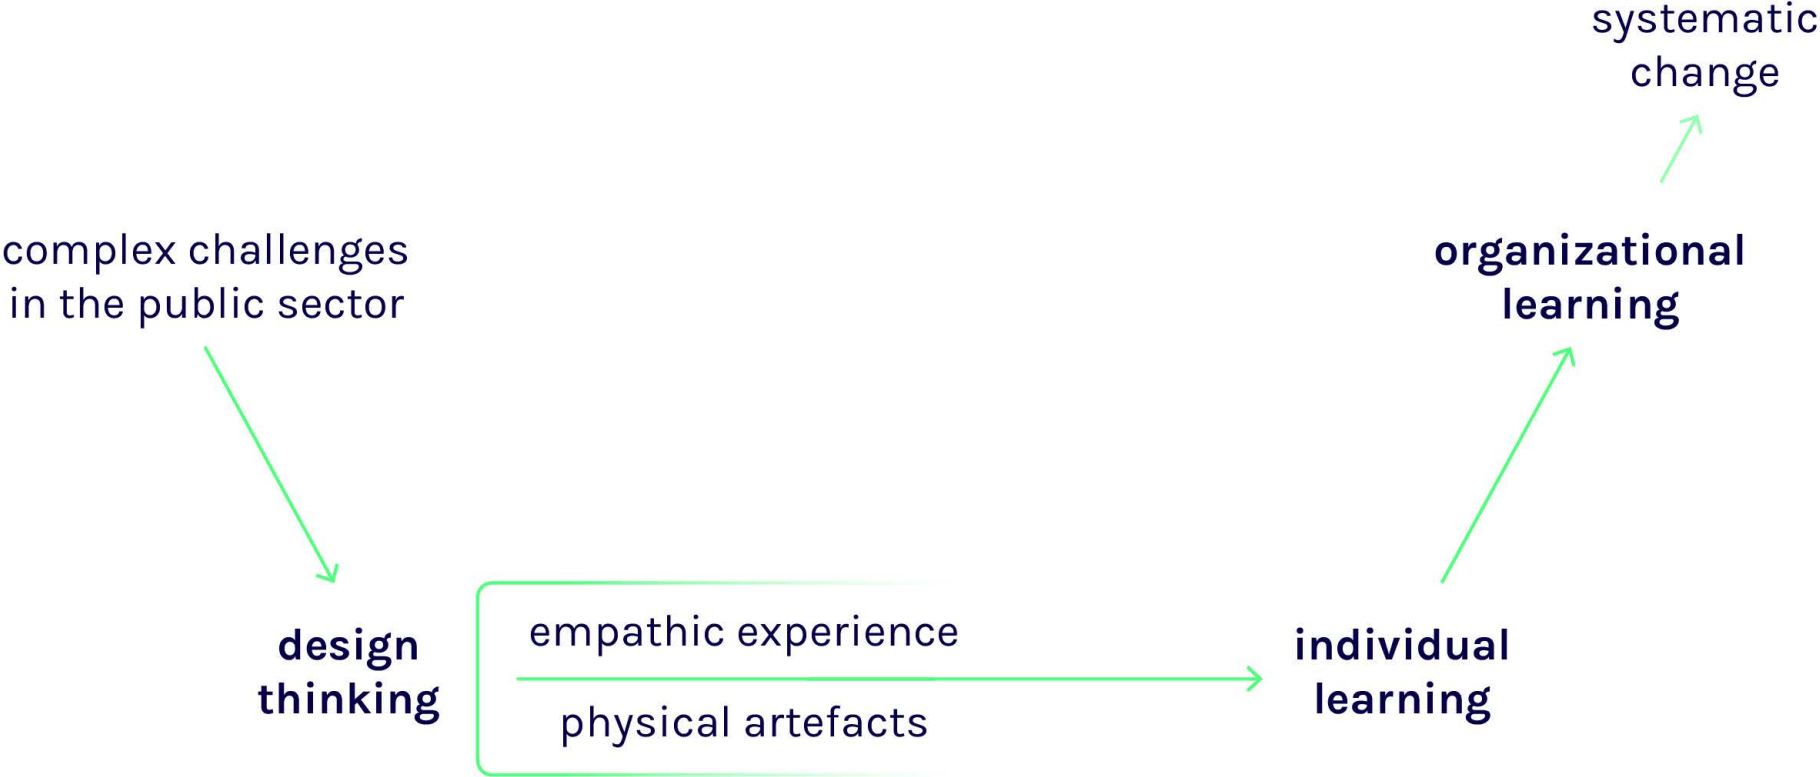 systematic
change
complex challenges
in the public sector
organizational
learning
design
thinking
empathic experience
physical artefacts
individual
learning